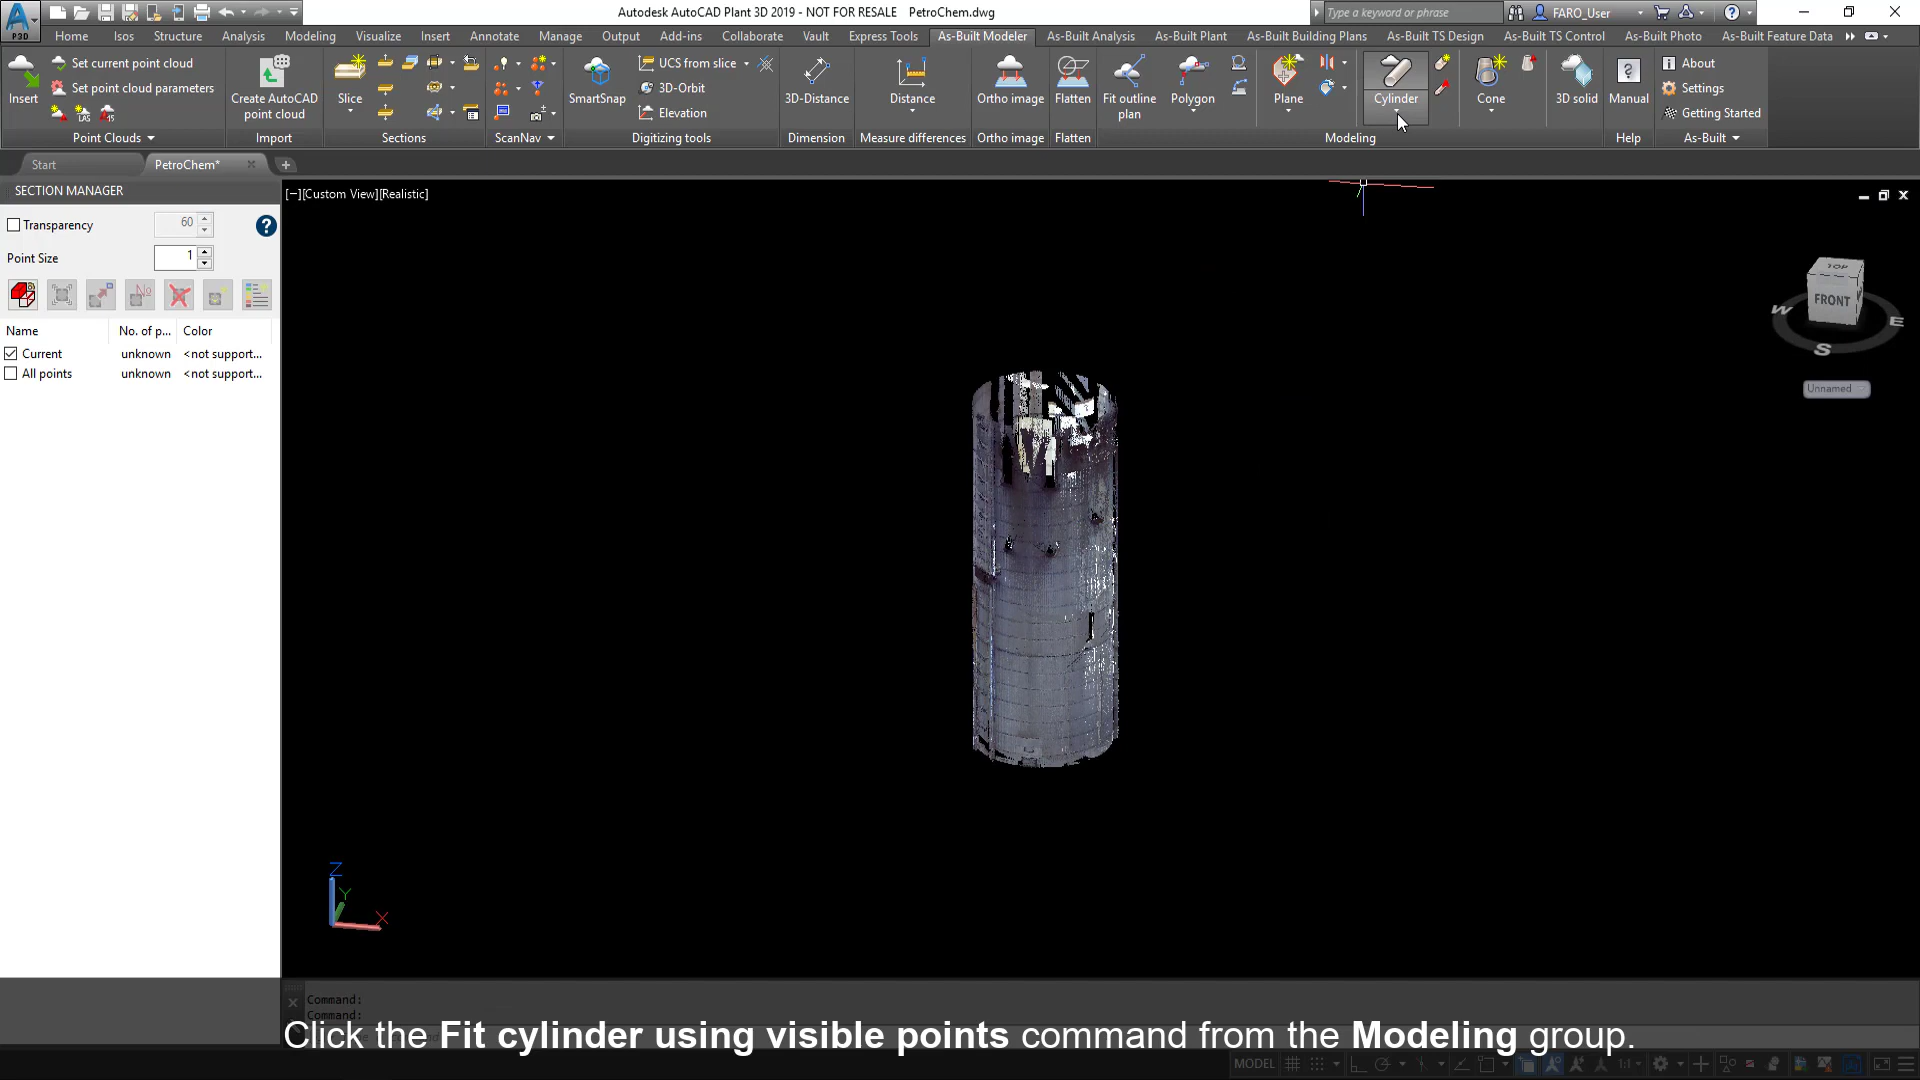 Autodesk AutoCAD Plant 3D 2019 - NOT FOR RESALE PetroChem.dwg
Type a keyword or phrase
FARO_User
P3D
Home Isos Structure Analysis Modeling Visualize Insert Annotate Manage Output Add-ins Collaborate Vault Express Tools As-Built Modeler As-Built Analysis As-Built Plant As-Built Building Plans As-Built TS Design As-Built TS Control As-Built Photo As-Built Feature Data
Insert
Set current point cloud
Set point cloud parameters
Point Clouds
Create AutoCAD
point cloud
Import
Slice
Sections
ScanNav
SmartSnap
UCS from slice
3D-Orbit
Elevation
Digitizing tools
3D-Distance
Dimension
Distance
Measure differences
Ortho image
Ortho image
Flatten
Flatten
Fit outline
plan
Polygon
Plane
Cylinder
Cone
3D solid
Modeling
Manual
Help
About
Settings
Getting Started
As-Built
Start
PetroChem*
SECTION MANAGER
[−][Custom View][Realistic]
Transparency
60
Point Size
1
Name No. of p... Color
Current unknown <not support...
All points unknown <not support...
TOP
FRONT
W
E
S
Unnamed
Z
Y
X
Command:
Command:
Click the Fit cylinder using visible points command from the Modeling group.
MODEL
1:1